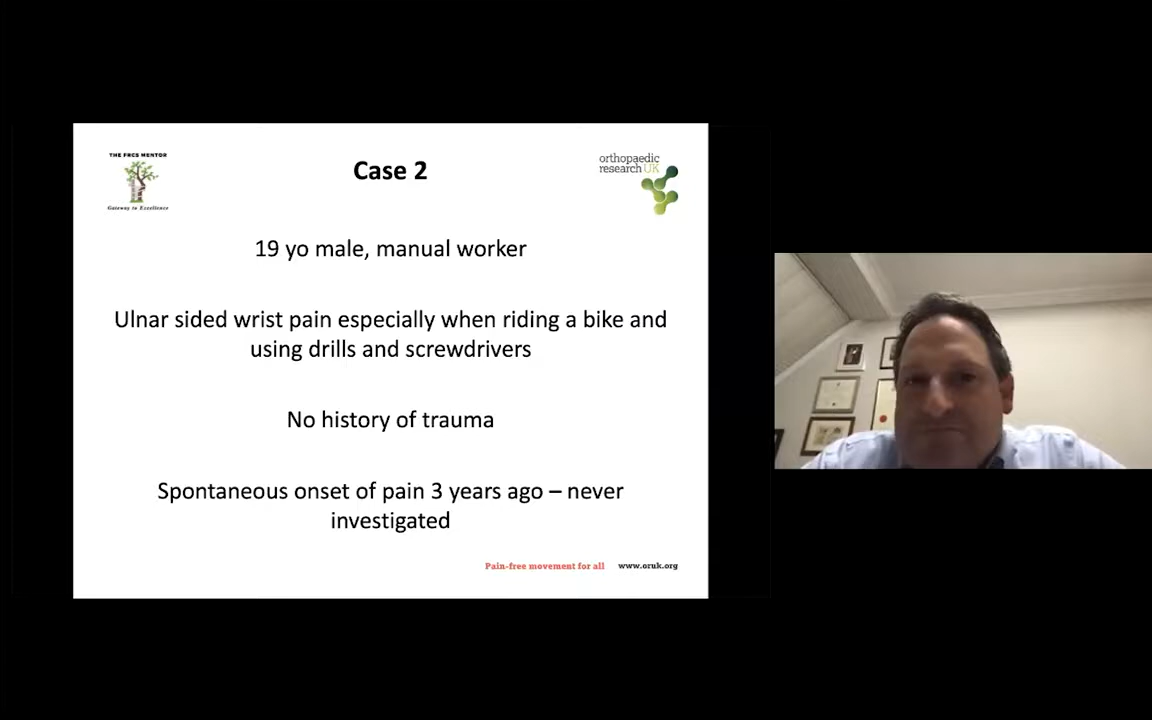 THE FRCS MENTOR
Gateway to Excellence
Case 2
orthopaedic
research UK
19 yo male, manual worker
Ulnar sided wrist pain especially when riding a bike and
using drills and screwdrivers
No history of trauma
Spontaneous onset of pain 3 years ago – never
investigated
Pain-free movement for all www.oruk.org